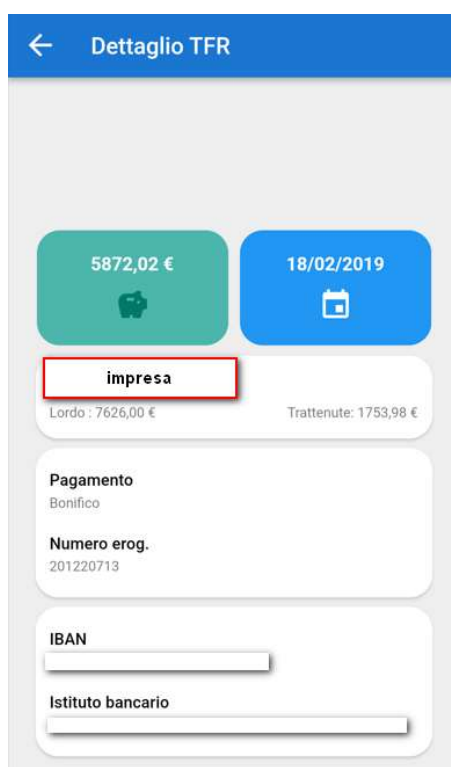 Dettaglio TFR
5872,02 €
18/02/2019
impresa
Lordo : 7626,00 €
Trattenute: 1753,98 €
Pagamento
Bonifico
Numero erog.
201220713
IBAN
Istituto bancario